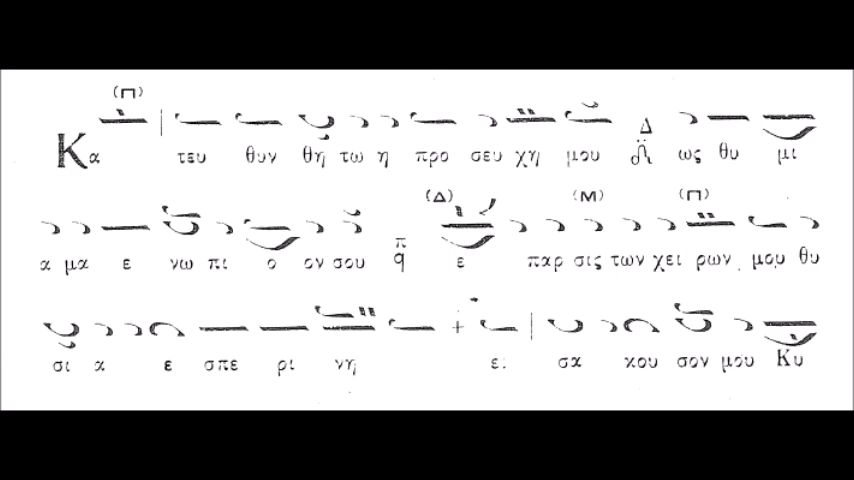 (Π)
Κα τευ θυν θη τω η προ σευ χη μου Δ ως θυ μι
(Δ) (Μ) (Π)
α μα ε νω πι ο ον σου π q ε παρ σις των χει ρων μου θυ
σι α ε σπε ρι νη ει σα κου σον μου Κυ